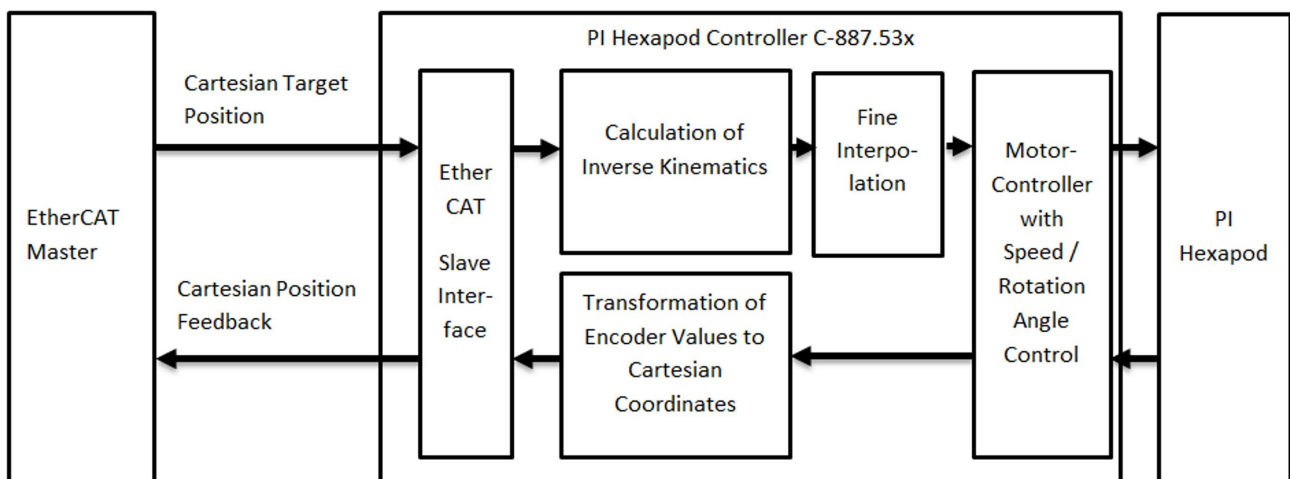 PI Hexapod Controller C-887.53x
Cartesian Target
Position
EtherCAT
Master
Cartesian Position
Feedback
Ether
CAT
Slave
Inter-
face
Calculation of
Inverse Kinematics
Fine
Interpo-
lation
Transformation of
Encoder Values to
Cartesian
Coordinates
Motor-
Controller
with
Speed /
Rotation
Angle
Control
PI
Hexapod